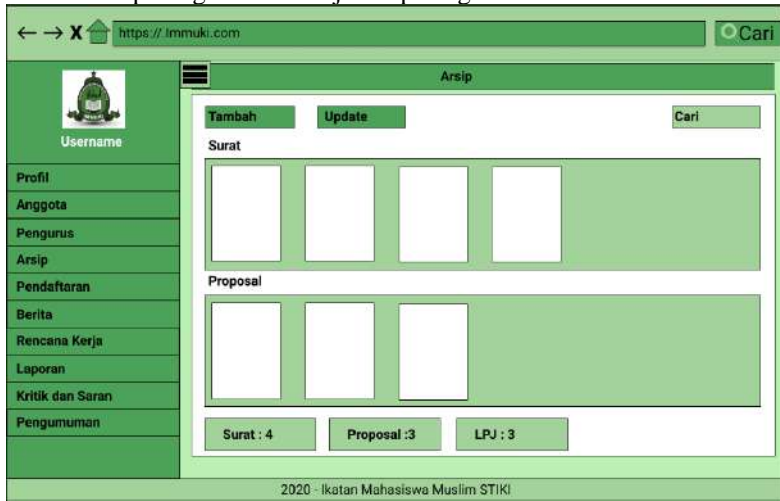 X https:// Immuki.com Cari
Arsip
Username
Tambah Update Cari
Surat
Profil
Anggota
Pengurus
Arsip
Pendaftaran
Berita
Rencana Kerja
Laporan
Kritik dan Saran
Pengumuman
Proposal
Surat : 4 Proposal :3 LPJ : 3
2020 - Ikatan Mahasiswa Muslim STIKI